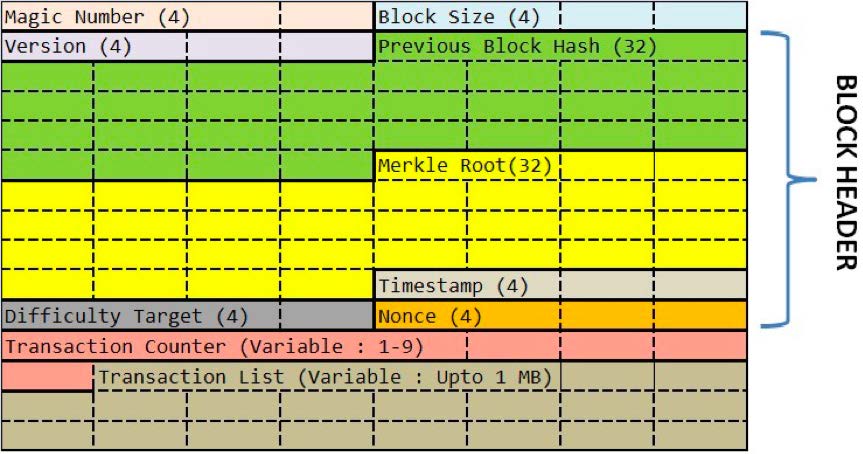 Magic Number (4)
Block Size (4)
Version (4)
Previous Block Hash (32)
Merkle Root(32)
Timestamp (4)
Difficulty Target (4)
Nonce (4)
Transaction Counter (Variable : 1-9)
Transaction List (Variable : Upto 1 MB)
BLOCK HEADER